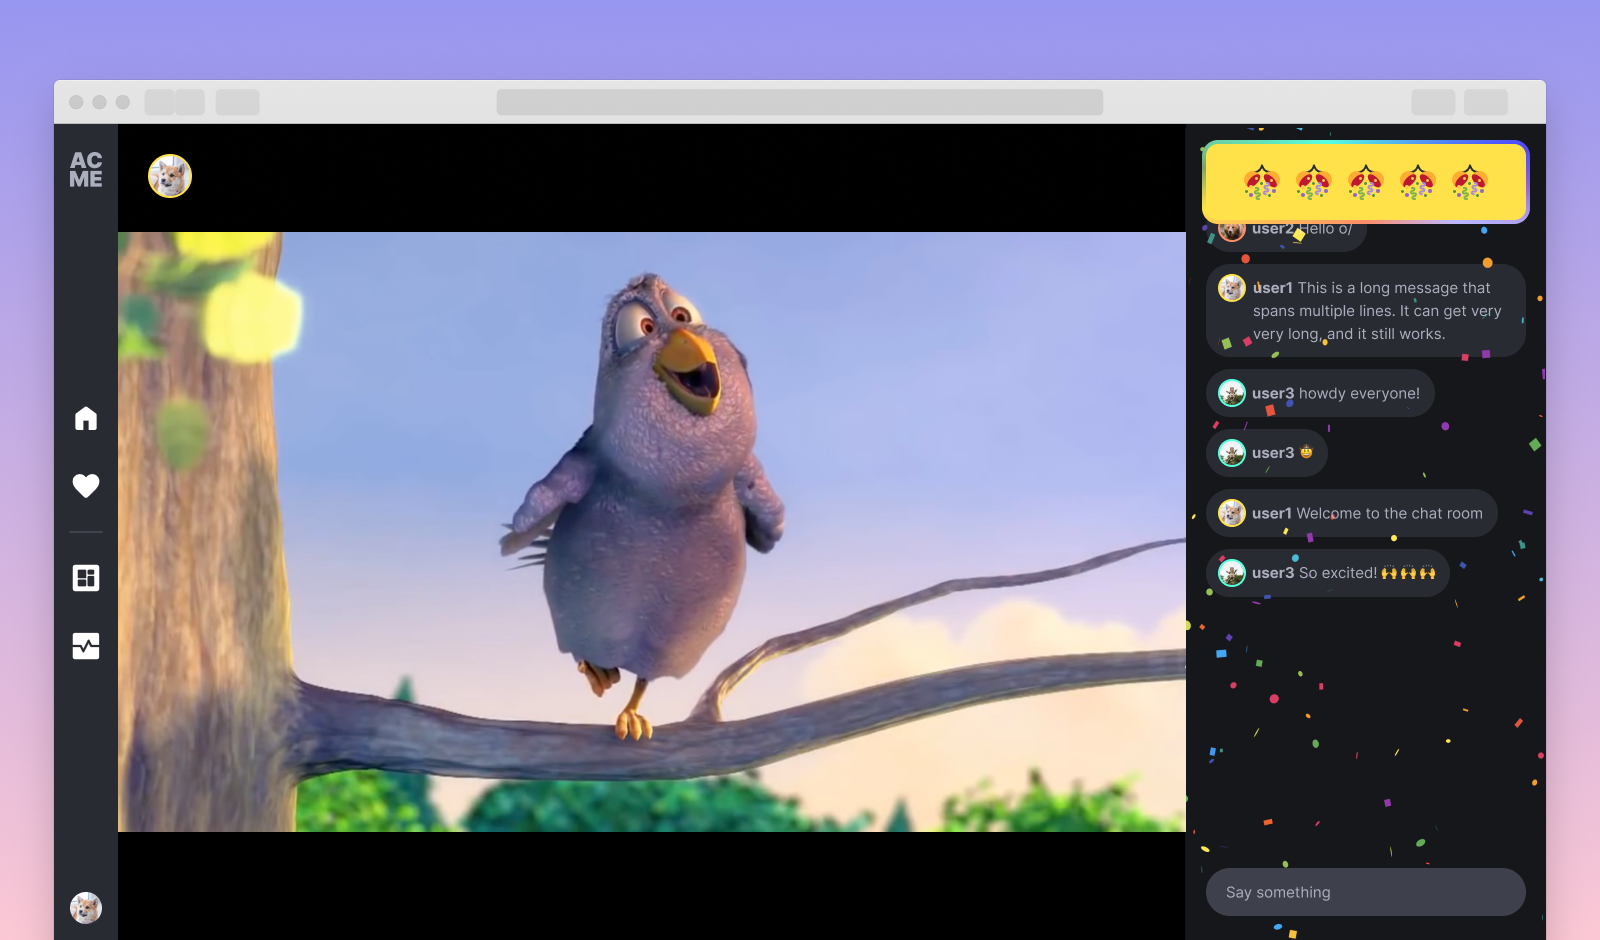 AC
ME
user2 Hello o/
user1 This is a long message that
spans multiple lines. It can get very
very long, and it still works.
user3 howdy everyone!
user3 🤠
user1 Welcome to the chat room
user3 So excited! 🙌🙌🙌
Say something